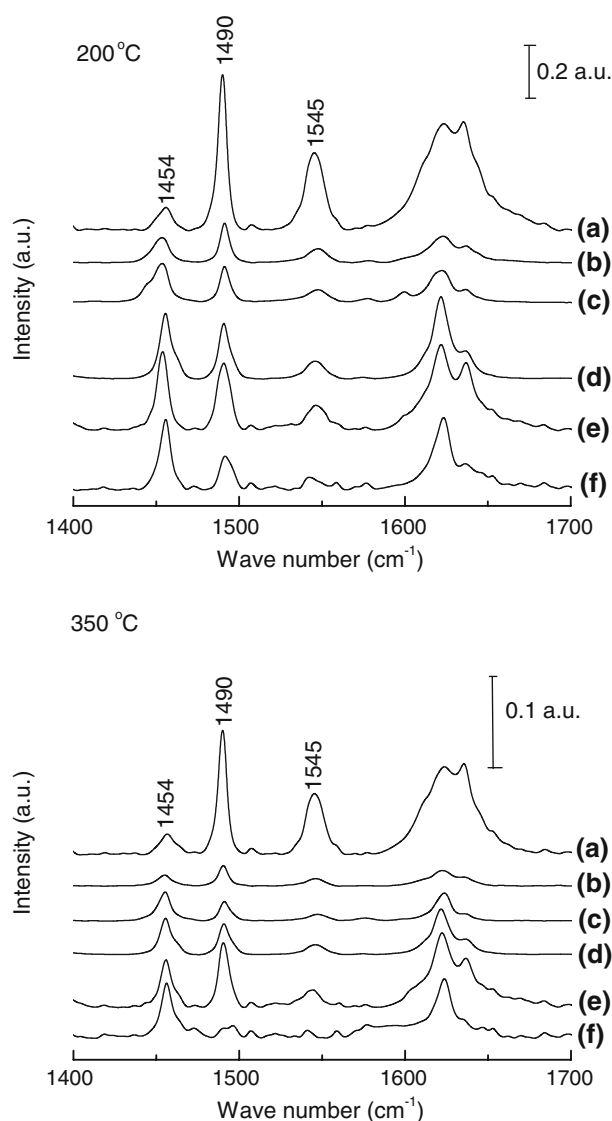 200 °C
1490
0.2 a.u.
1545
1454
(a)
(b)
(c)
(d)
(e)
(f)
Intensity (a.u.)
1400 1500 1600 1700
Wave number (cm⁻¹)
350 °C
1490
0.1 a.u.
1545
1454
(a)
(b)
(c)
(d)
(e)
(f)
Intensity (a.u.)
1400 1500 1600 1700
Wave number (cm⁻¹)